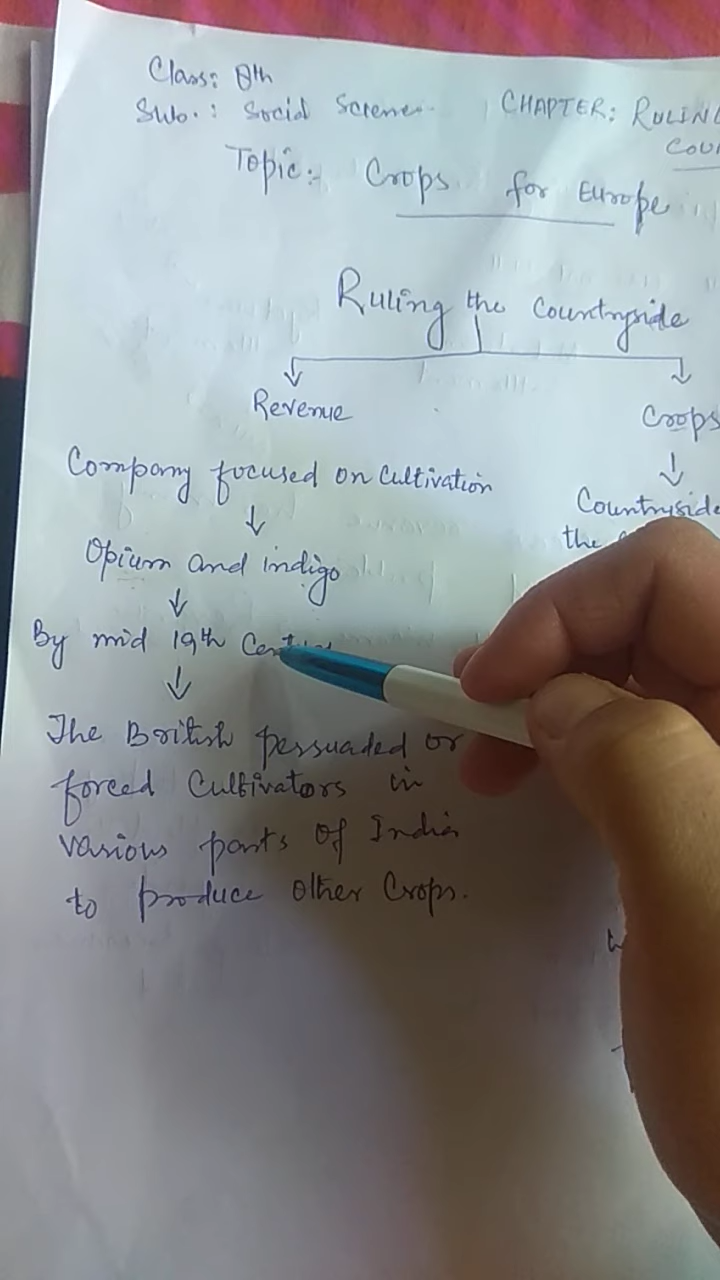 Class: 8th
Sub.: Social Science CHAPTER: RULING
COU
Topic: Crops for Europe
Ruling the Countryside
Revenue Crops
Company focused on Cultivation
Countryside
the
Opium and indigo
By mid 19th
The British persuaded or
forced Cultivators in
various parts of India
to produce other Crops.